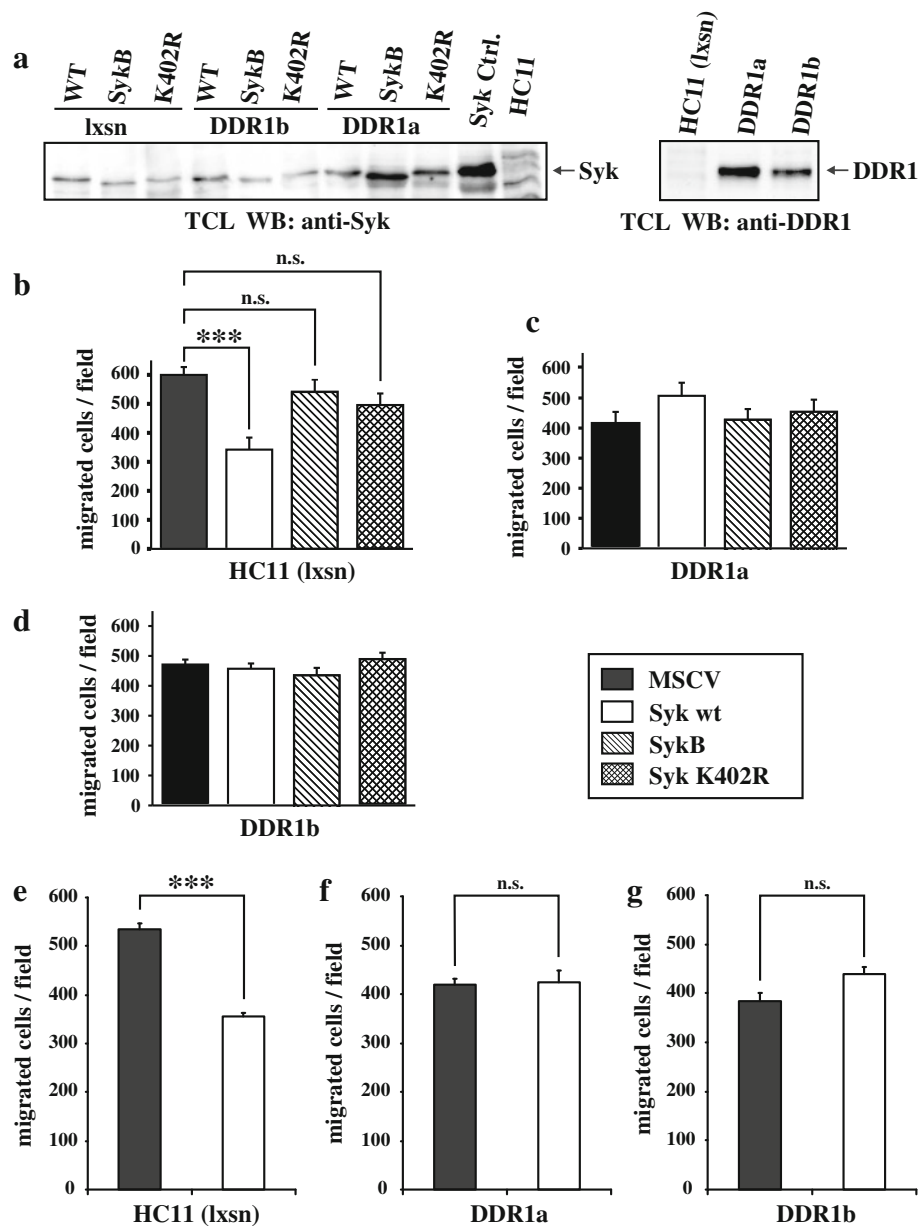 a
WT SykB K402R WT SykB K402R WT SykB K402R Syk Ctrl. HC11
lxsn DDR1b DDR1a
Syk
TCL WB: anti-Syk
HC11 (lxsn) DDR1a DDR1b
DDR1
TCL WB: anti-DDR1
b
n.s.
n.s.
***
migrated cells / field
600
500
400
300
200
100
0
HC11 (lxsn)
c
migrated cells / field
600
500
400
300
200
100
0
DDR1a
d
migrated cells / field
600
500
400
300
200
100
0
DDR1b
MSCV
Syk wt
SykB
Syk K402R
e
***
migrated cells / field
600
500
400
300
200
100
0
HC11 (lxsn)
f
n.s.
migrated cells / field
600
500
400
300
200
100
0
DDR1a
g
n.s.
migrated cells / field
600
500
400
300
200
100
0
DDR1b